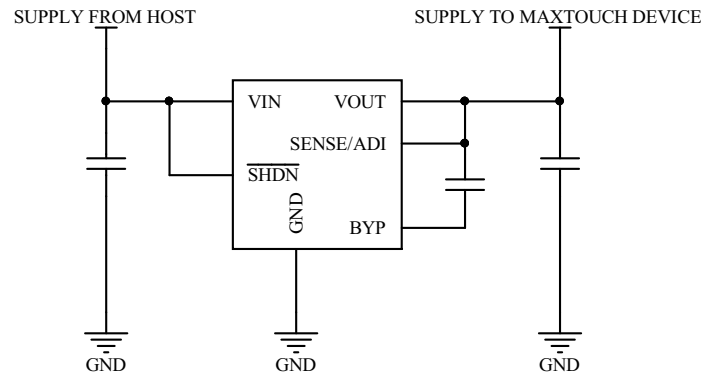 SUPPLY FROM HOST
SUPPLY TO MAXTOUCH DEVICE
VIN
VOUT
SENSE/ADI
SHDN
GND
BYP
GND
GND
GND